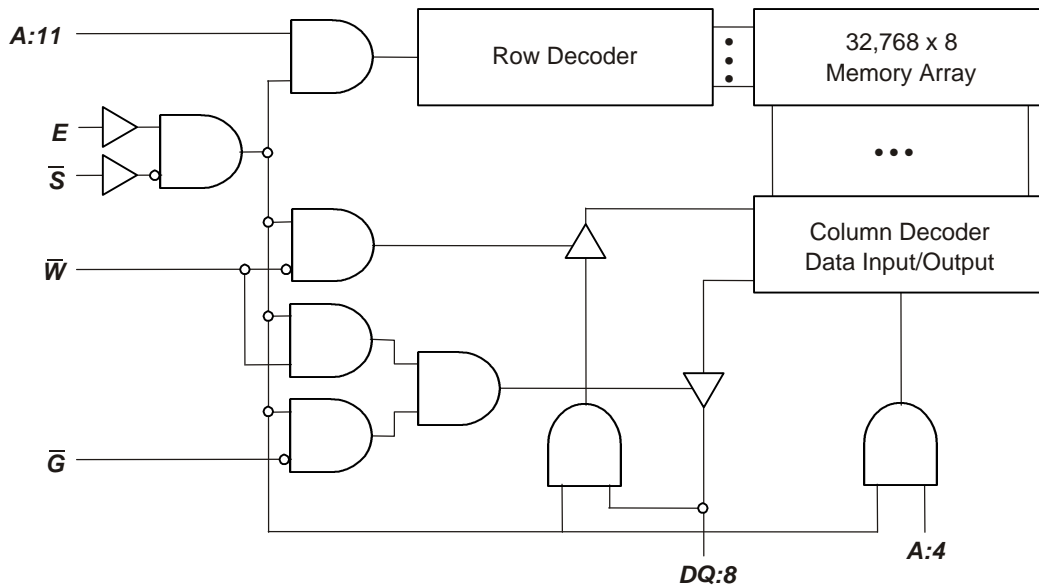 A:11
Row Decoder
32,768 x 8
Memory Array
E
S̅
• • •
W̅
Column Decoder
Data Input/Output
G̅
A:4
DQ:8